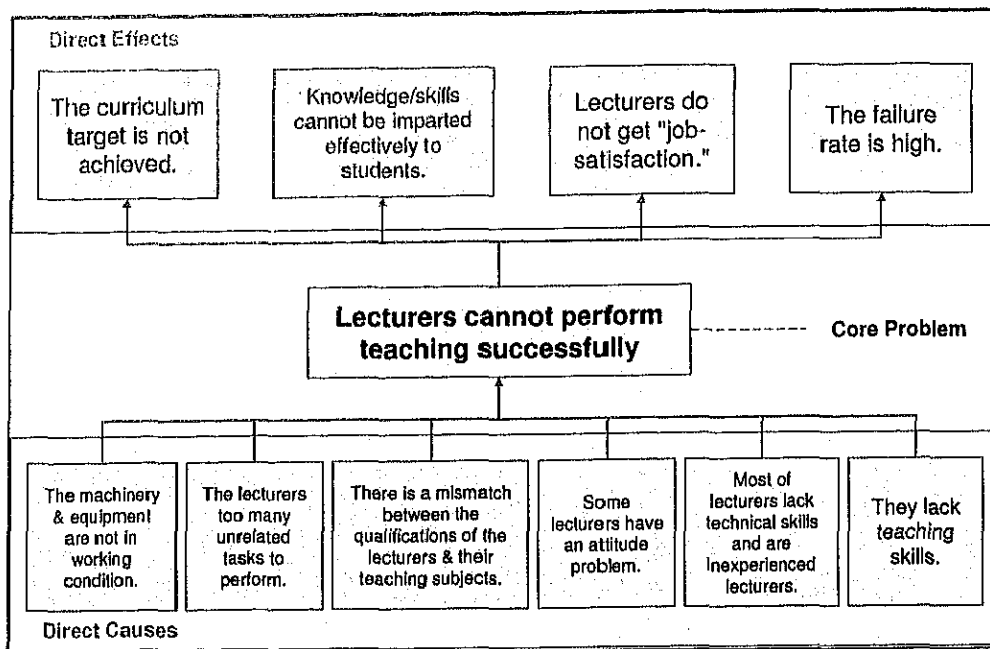 Direct Effects
The curriculum
target is not
achieved.
Knowledge/skills
cannot be imparted
effectively to
students.
Lecturers do
not get "job-
satisfaction."
The failure
rate is high.
Lecturers cannot perform
teaching successfully
Core Problem
The machinery
& equipment
are not in
working
condition.
The lecturers
too many
unrelated
tasks to
perform.
There is a mismatch
between the
qualifications of the
lecturers & their
teaching subjects.
Some
lecturers have
an attitude
problem.
Most of
lecturers lack
technical skills
and are
inexperienced
lecturers.
They lack
teaching
skills.
Direct Causes